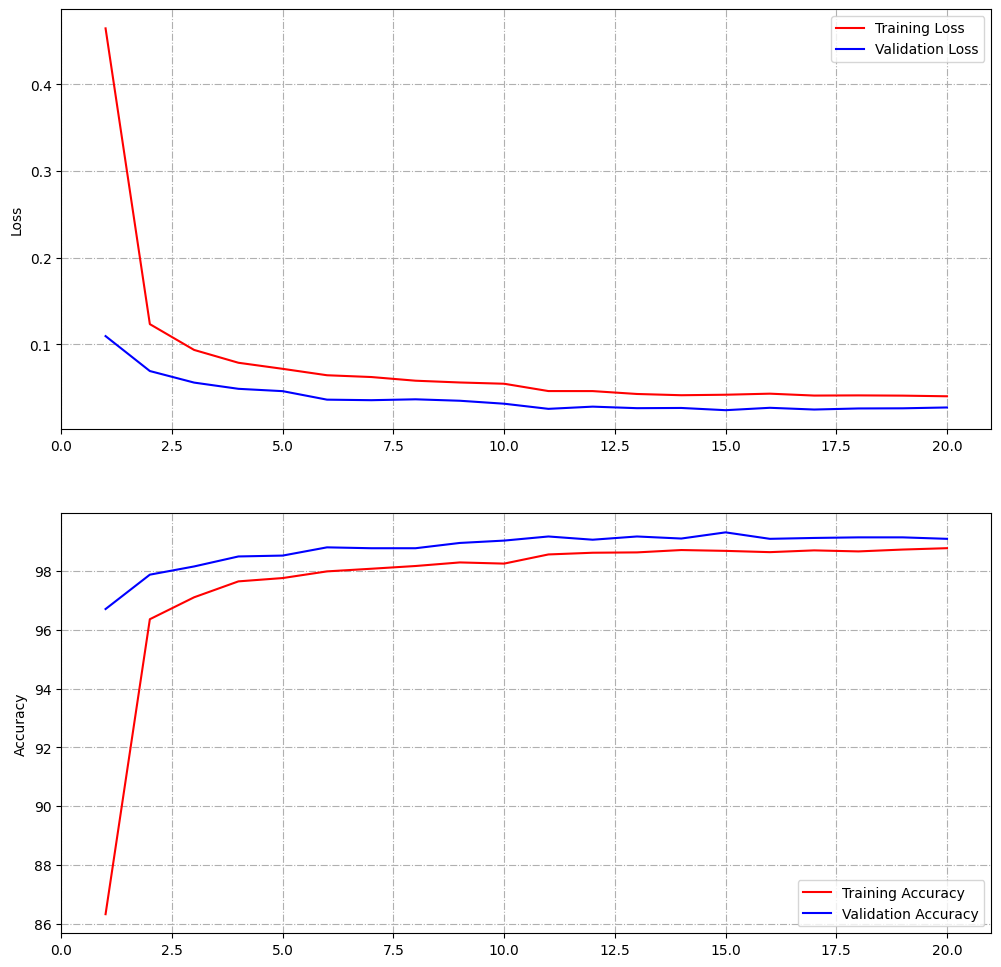 Training Loss
Validation Loss
0.4
0.3
0.2
0.1
Loss
0.0 2.5 5.0 7.5 10.0 12.5 15.0 17.5 20.0
98
96
94
92
90
88
86
Accuracy
Training Accuracy
Validation Accuracy
0.0 2.5 5.0 7.5 10.0 12.5 15.0 17.5 20.0